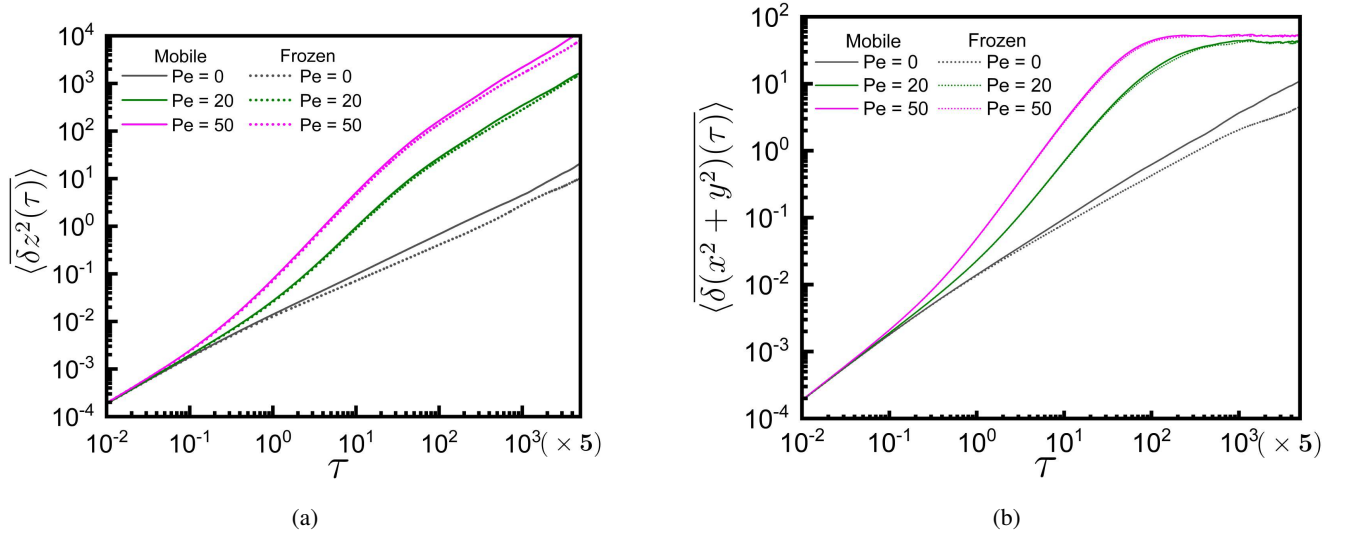 10^4
10^3
10^2
10^1
10^0
10^-1
10^-2
10^-3
10^-4
⟨\overline{δz²(τ)}⟩
Mobile Frozen
Pe = 0 Pe = 0
Pe = 20 Pe = 20
Pe = 50 Pe = 50
10^-2 10^-1 10^0 10^1 10^2 10^3 (× 5)
τ
(a)
10^2
10^1
10^0
10^-1
10^-2
10^-3
10^-4
⟨\overline{δ(x² + y²)(τ)}⟩
Mobile Frozen
Pe = 0 Pe = 0
Pe = 20 Pe = 20
Pe = 50 Pe = 50
10^-2 10^-1 10^0 10^1 10^2 10^3 (× 5)
τ
(b)